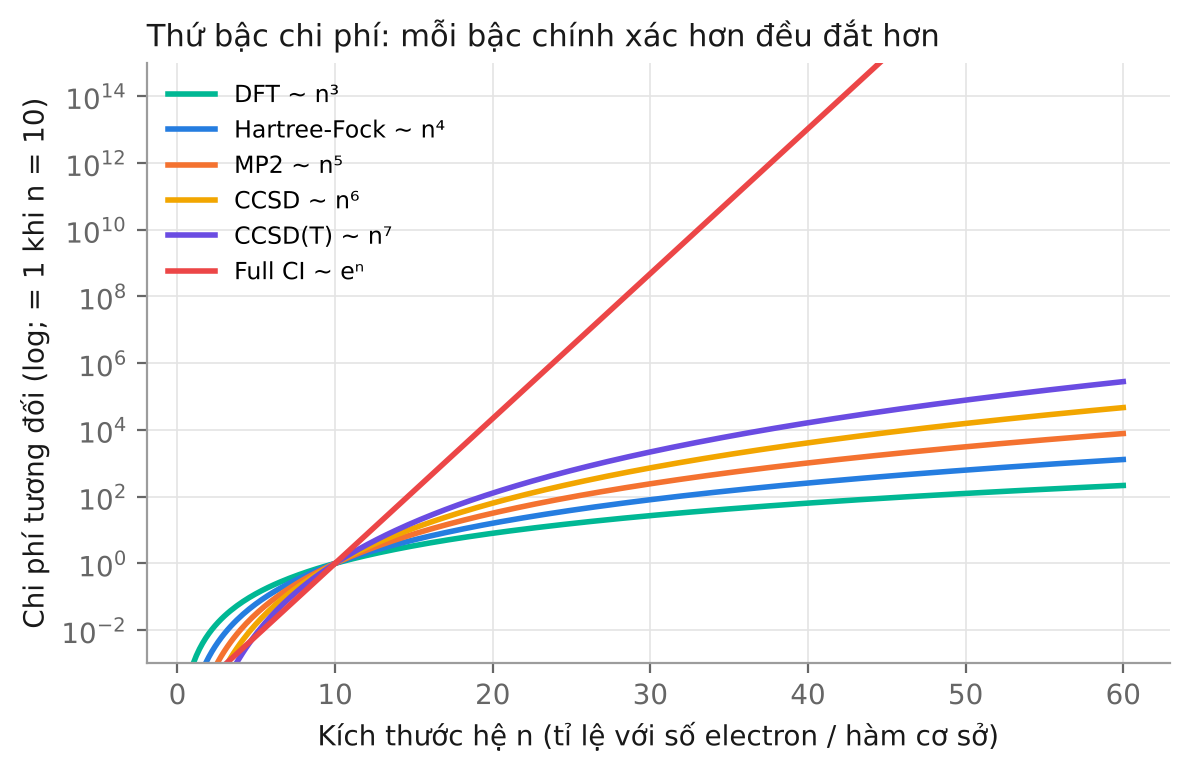 Thứ bậc chi phí: mỗi bậc chính xác hơn đều đắt hơn
Chi phí tương đối (log; = 1 khi n = 10)
10¹⁴
10¹²
10¹⁰
10⁸
10⁶
10⁴
10²
10⁰
10⁻²
DFT ~ n³
Hartree-Fock ~ n⁴
MP2 ~ n⁵
CCSD ~ n⁶
CCSD(T) ~ n⁷
Full CI ~ eⁿ
0 10 20 30 40 50 60
Kích thước hệ n (tỉ lệ với số electron / hàm cơ sở)